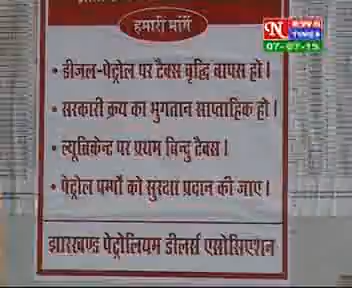 हमारी मांगें
• डीजल-पेट्रोल पर टैक्स वृद्धि वापस हो।
• सरकारी क्रय का भुगतान साप्ताहिक हो।
• ल्यूब्रिकेन्ट पर प्रथम बिन्दु टैक्स।
• पेट्रोल पम्पों को सुरक्षा प्रदान की जाए।
झारखण्ड पेट्रोलियम डीलर्स एसोसिएशन
N
07-07-15